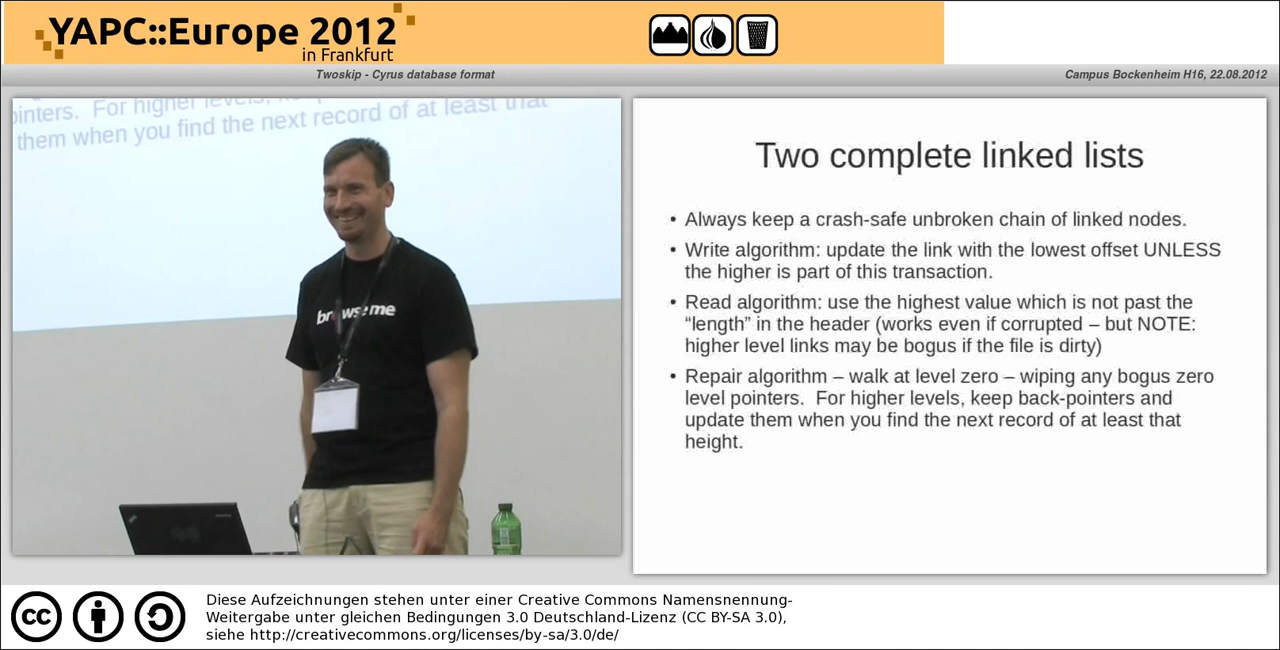 YAPC::Europe 2012
in Frankfurt
Twoskip - Cyrus database format
Campus Bockenheim H16, 22.08.2012
pointers.  For higher levels, 
them when you find the next record of at least that
browseme
Two complete linked lists
• Always keep a crash-safe unbroken chain of linked nodes.
• Write algorithm: update the link with the lowest offset UNLESS
the higher is part of this transaction.
• Read algorithm: use the highest value which is not past the
“length” in the header (works even if corrupted – but NOTE:
higher level links may be bogus if the file is dirty)
• Repair algorithm – walk at level zero – wiping any bogus zero
level pointers.  For higher levels, keep back-pointers and
update them when you find the next record of at least that
height.
cc
Diese Aufzeichnungen stehen unter einer Creative Commons Namensnennung-
Weitergabe unter gleichen Bedingungen 3.0 Deutschland-Lizenz (CC BY-SA 3.0),
siehe http://creativecommons.org/licenses/by-sa/3.0/de/